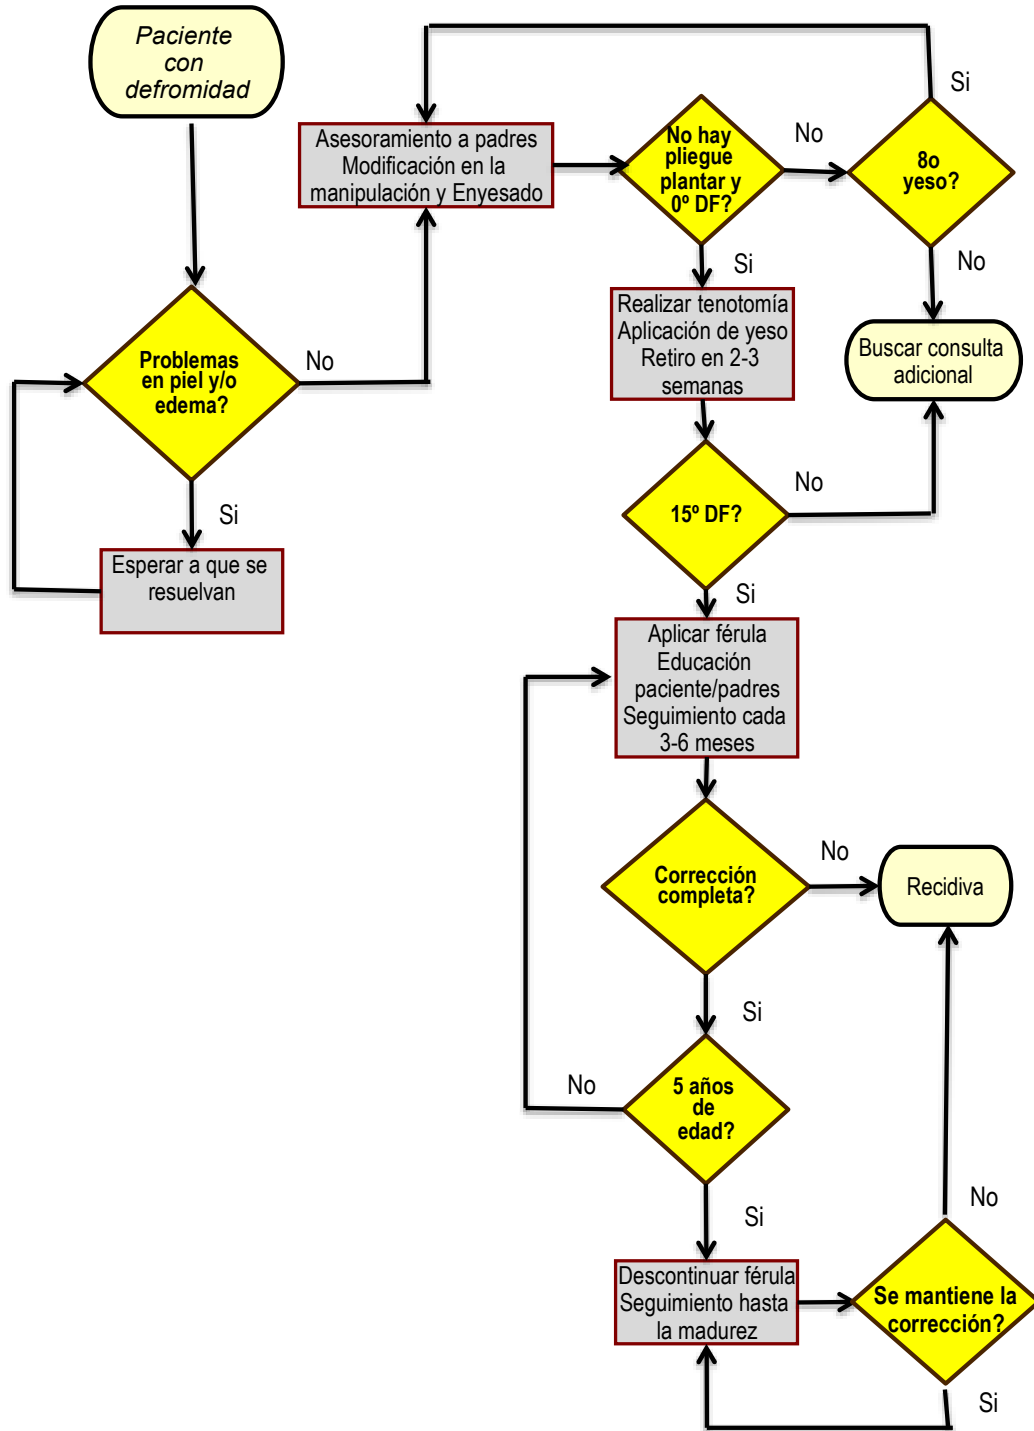 Paciente
con
defromidad
Problemas
en piel y/o
edema?
No
Si
Esperar a que se
resuelvan
Asesoramiento a padres
Modificación en la
manipulación y Enyesado
No hay
pliegue
plantar y
0º DF?
No
8o
yeso?
Si
No
Buscar consulta
adicional
Si
Realizar tenotomía
Aplicación de yeso
Retiro en 2-3
semanas
15º DF?
No
Si
Aplicar férula
Educación
paciente/padres
Seguimiento cada
3-6 meses
Corrección
completa?
No
Recidiva
Si
5 años
de
edad?
No
Si
Descontinuar férula
Seguimiento hasta
la madurez
Se mantiene la
corrección?
No
Si